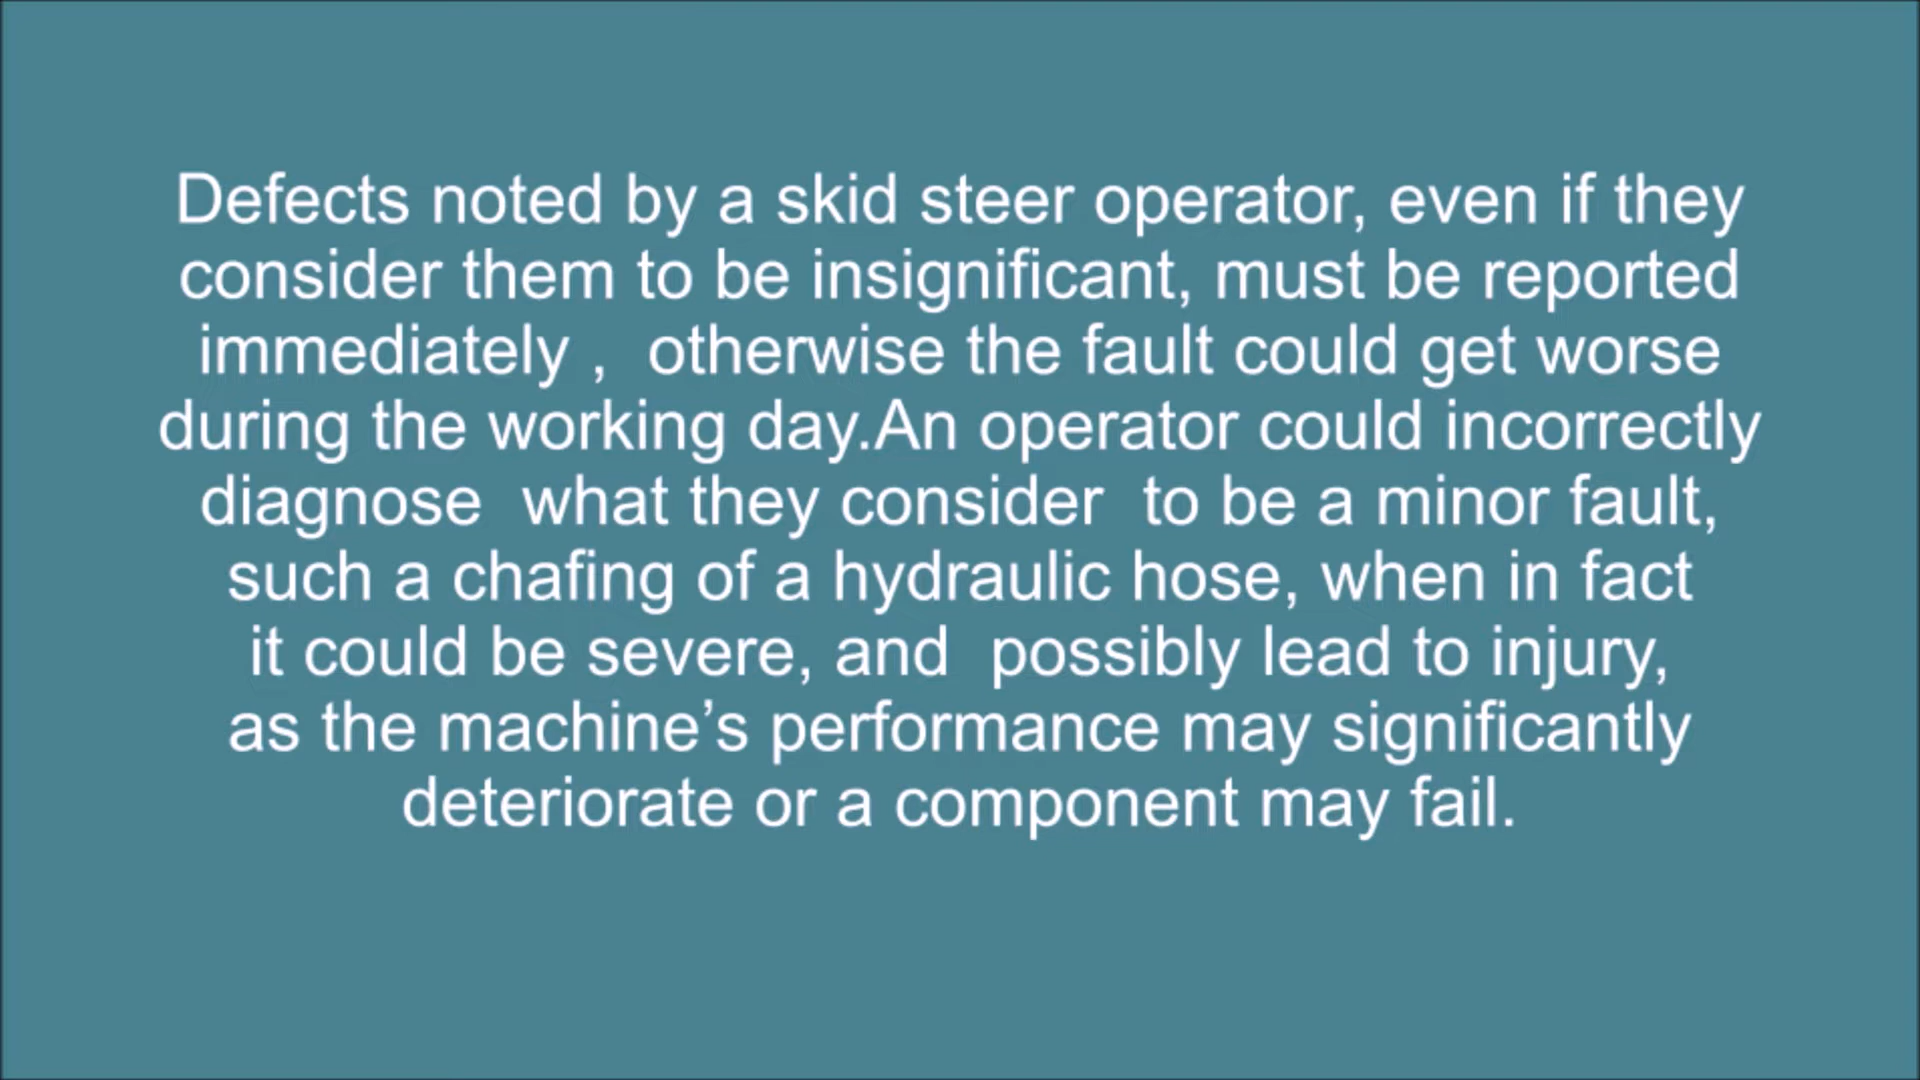 Defects noted by a skid steer operator, even if they
consider them to be insignificant, must be reported
immediately ,  otherwise the fault could get worse
during the working day.An operator could incorrectly
diagnose  what they consider  to be a minor fault,
such a chafing of a hydraulic hose, when in fact
it could be severe, and  possibly lead to injury,
as the machine’s performance may significantly
deteriorate or a component may fail.